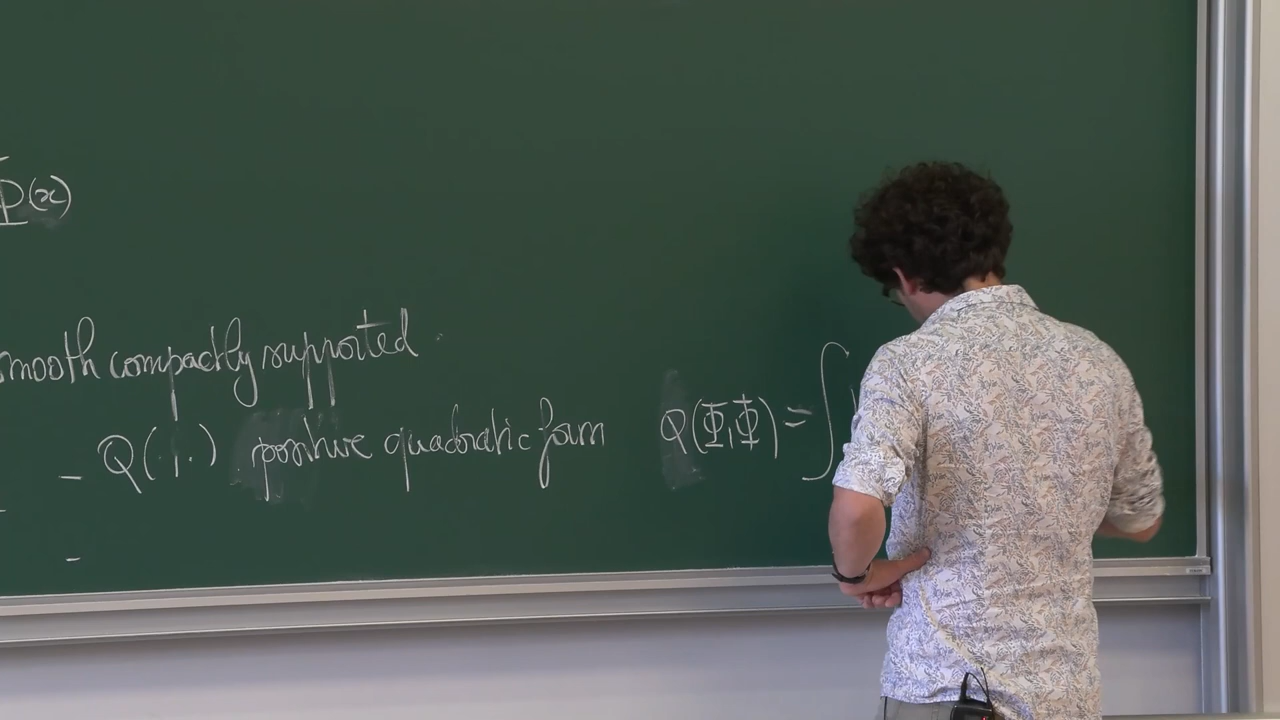 Φ(x)
smooth compactly supported.
- Q(·,·) positive quadratic form Q(Φ,Φ) = ∫
-